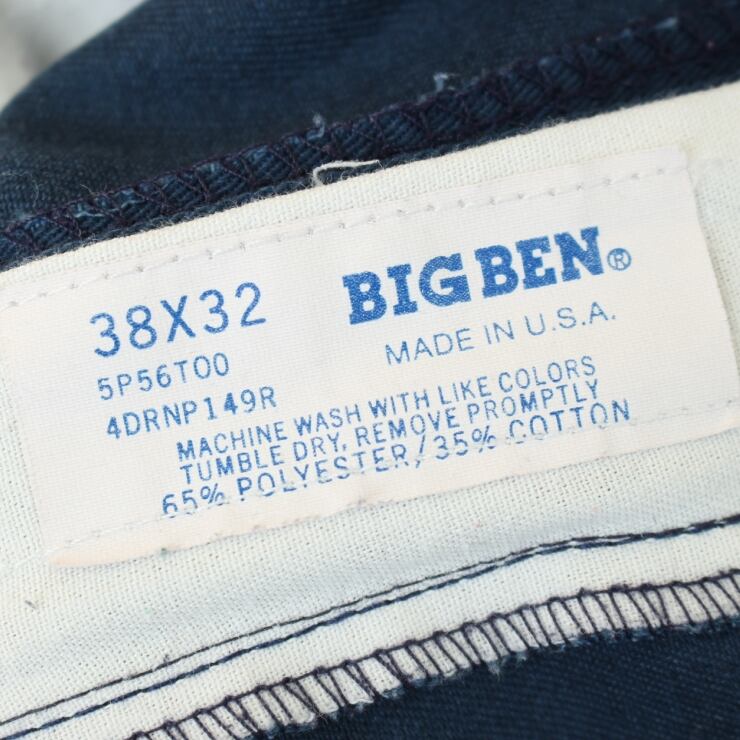 38X32
5P56T00
4DRNP149R
BIG BEN®
MADE IN U.S.A.
MACHINE WASH WITH LIKE COLORS
TUMBLE DRY, REMOVE PROMPTLY
65% POLYESTER/35% COTTON